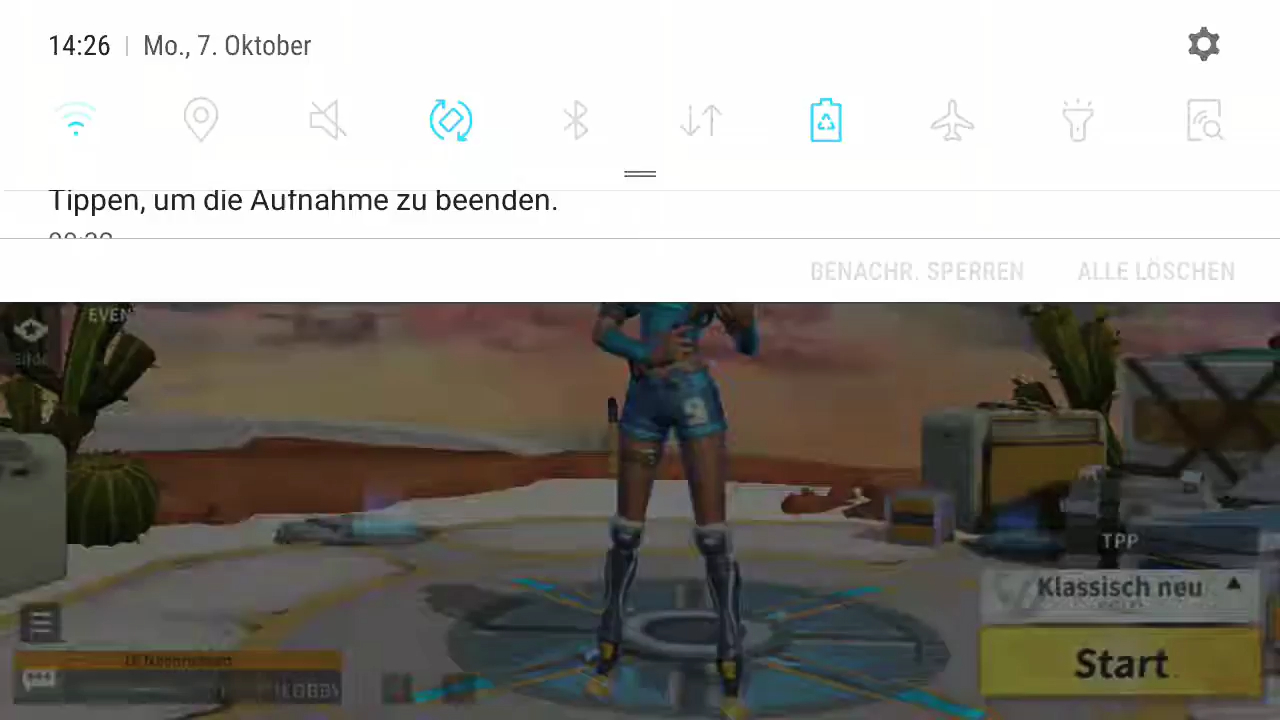 14:26 | Mo., 7. Oktober
Tippen, um die Aufnahme zu beenden.
BENACHR. SPERREN ALLE LÖSCHEN
EVEN
TPP
Klassisch neu
Start